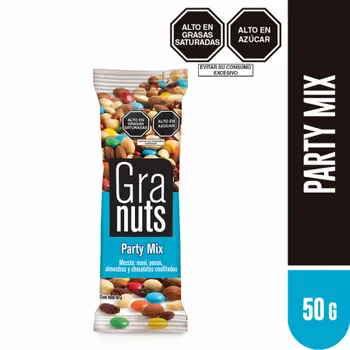 ALTO EN
GRASAS
SATURADAS
ALTO EN
AZÚCAR
EVITAR SU CONSUMO
EXCESIVO
ALTO EN
GRASAS
SATURADAS
ALTO EN
AZÚCAR
Gra
nuts
Party Mix
Mezcla: maní, pasas,
almendras y chocolates confitados
PARTY MIX
50 G